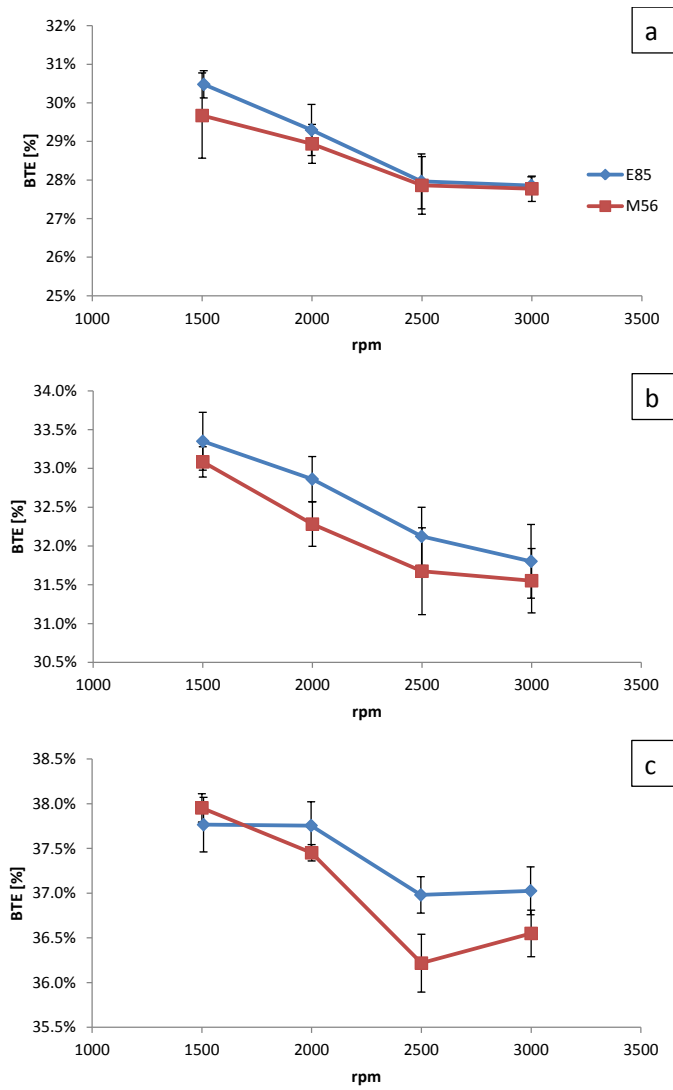 a
32%
31%
30%
29%
28%
27%
26%
25%
BTE [%]
1000 1500 2000 2500 3000 3500
rpm
E85
M56
b
34.0%
33.5%
33.0%
32.5%
32.0%
31.5%
31.0%
30.5%
BTE [%]
1000 1500 2000 2500 3000 3500
rpm
c
38.5%
38.0%
37.5%
37.0%
36.5%
36.0%
35.5%
BTE [%]
1000 1500 2000 2500 3000 3500
rpm